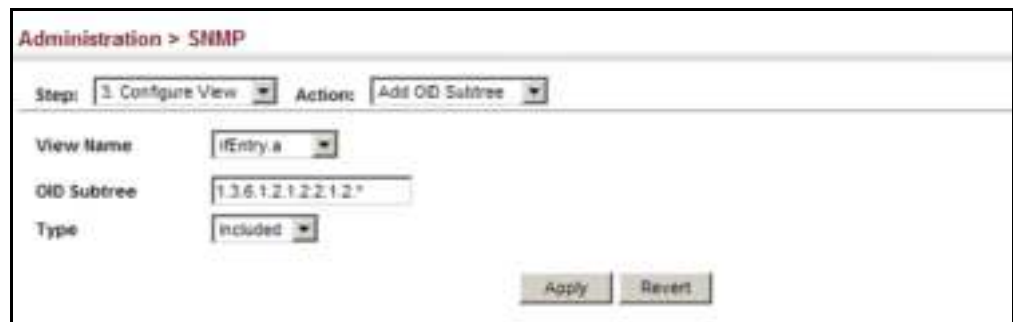 Administration > SNMP
Step: 3. Configure View Action: Add OID Subtree
View Name ifEntry.a
OID Subtree 1.3.6.1.2.1.2.2.1.2.*
Type included
Apply Revert